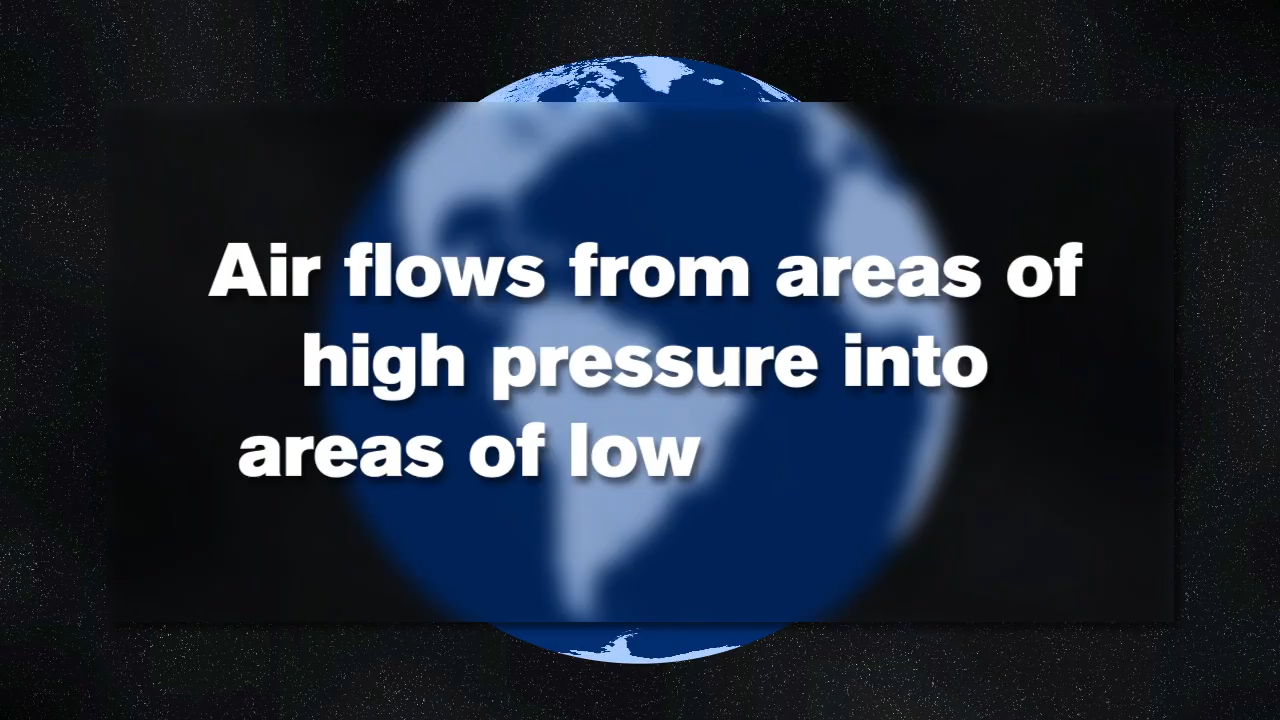 Air flows from areas of
high pressure into
areas of low